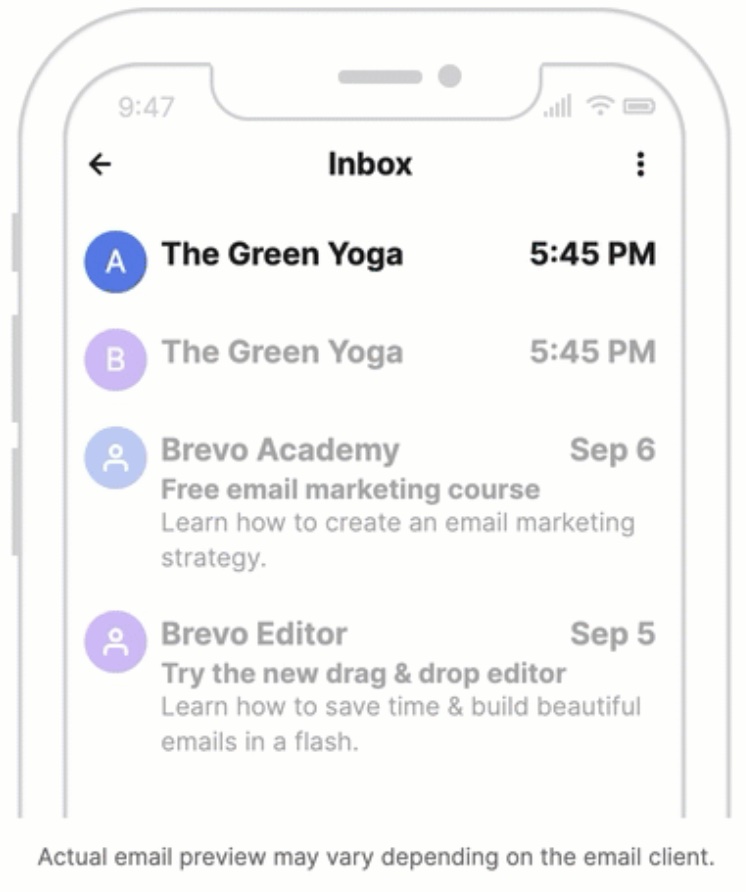 9:47
Inbox
A The Green Yoga 5:45 PM
B The Green Yoga 5:45 PM
Brevo Academy Sep 6
Free email marketing course
Learn how to create an email marketing
strategy.
Brevo Editor Sep 5
Try the new drag & drop editor
Learn how to save time & build beautiful
emails in a flash.
Actual email preview may vary depending on the email client.